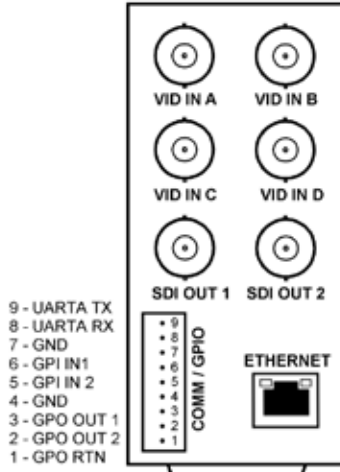 VID IN A VID IN B
VID IN C VID IN D
SDI OUT 1 SDI OUT 2
9 - UARTA TX
8 - UARTA RX
7 - GND
6 - GPI IN1
5 - GPI IN 2
4 - GND
3 - GPO OUT 1
2 - GPO OUT 2
1 - GPO RTN
9
8
7
6
5
4
3
2
1
COMM / GPIO
ETHERNET